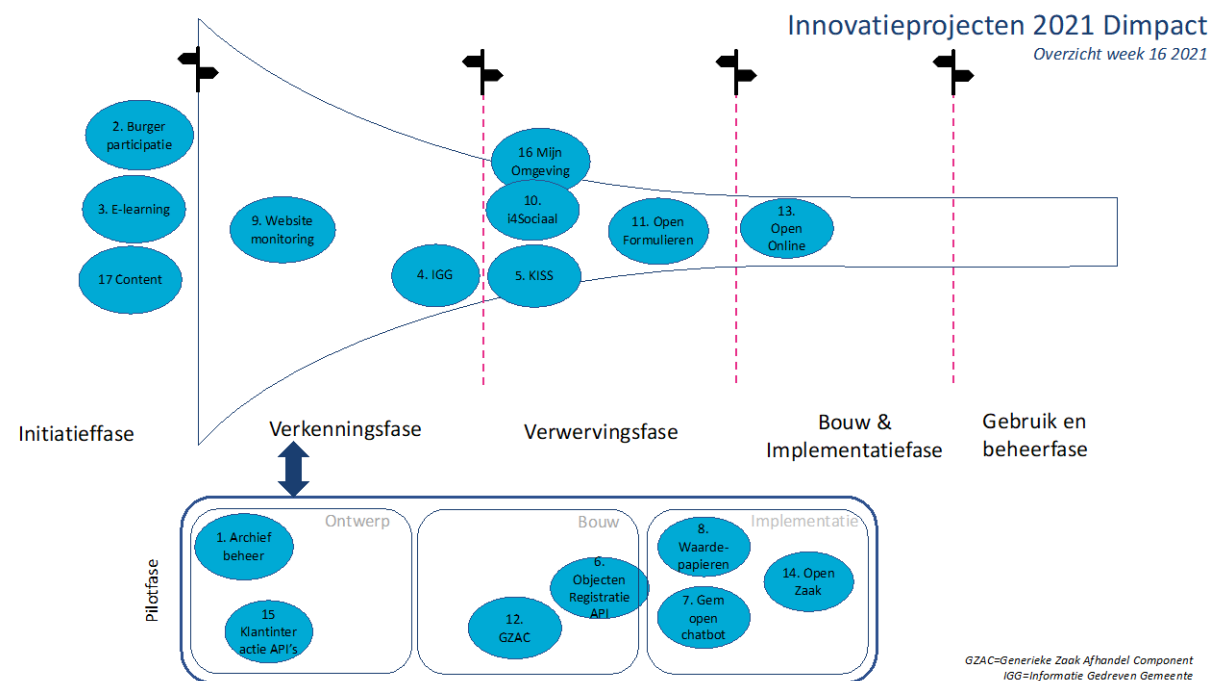 Innovatieprojecten 2021 Dimpact
Overzicht week 16 2021
2. Burger
participatie
3. E-learning
17 Content
9. Website
monitoring
4. IGG
16 Mijn
Omgeving
10.
i4Sociaal
5. KISS
11. Open
Formulieren
13.
Open
Online
Initiatieffase
Verkenningsfase
Verwervingsfase
Bouw &
Implementatiefase
Gebruik en
beheerfase
Pilotfase
Ontwerp
1. Archief
beheer
15
Klantinter
actie API's
Bouw
6.
Objecten
Registratie
API
12.
GZAC
Implementatie
8.
Waarde-
papieren
7. Gem
open
chatbot
14. Open
Zaak
GZAC=Generieke Zaak Afhandel Component
IGG=Informatie Gedreven Gemeente